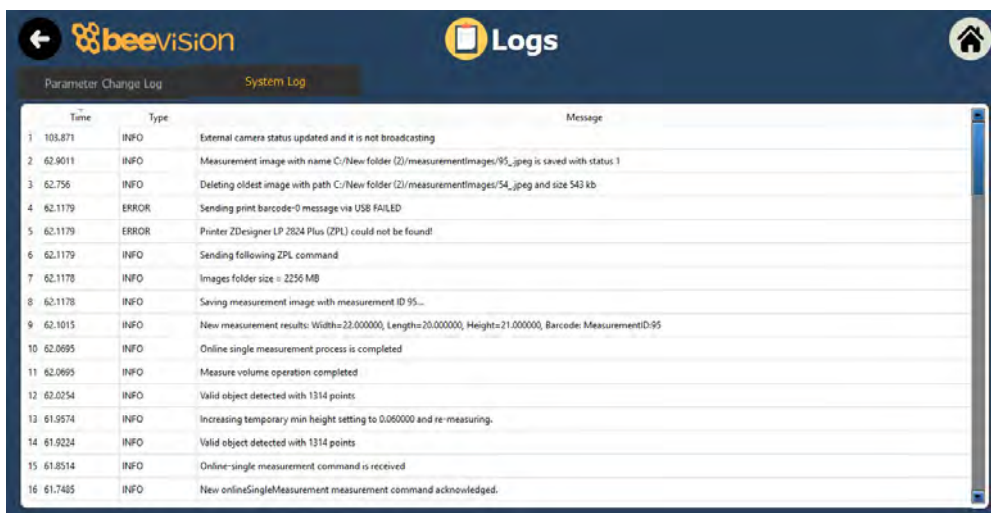 beevision
Logs
Parameter Change Log System Log
Time Type Message
1 103.871 INFO External camera status updated and it is not broadcasting
2 62.9011 INFO Measurement image with name C:/New folder (2)/measurementImages/95_.jpeg is saved with status 1
3 62.756 INFO Deleting oldest image with path C:/New folder (2)/measurementImages/54_.jpeg and size 543 kb
4 62.1179 ERROR Sending print barcode-0 message via USB FAILED
5 62.1179 ERROR Printer ZDesigner LP 2824 Plus (ZPL) could not be found!
6 62.1179 INFO Sending following ZPL command
7 62.1178 INFO Images folder size = 2256 MB
8 62.1178 INFO Saving measurement image with measurement ID 95...
9 62.1015 INFO New measurement results: Width=22.000000, Length=20.000000, Height=21.000000, Barcode: MeasurementID:95
10 62.0695 INFO Online single measurement process is completed
11 62.0695 INFO Measure volume operation completed
12 62.0254 INFO Valid object detected with 1314 points
13 61.9574 INFO Increasing temporary min height setting to 0.060000 and re-measuring.
14 61.9224 INFO Valid object detected with 1314 points
15 61.8514 INFO Online-single measurement command is received
16 61.7485 INFO New onlineSingleMeasurement measurement command acknowledged.